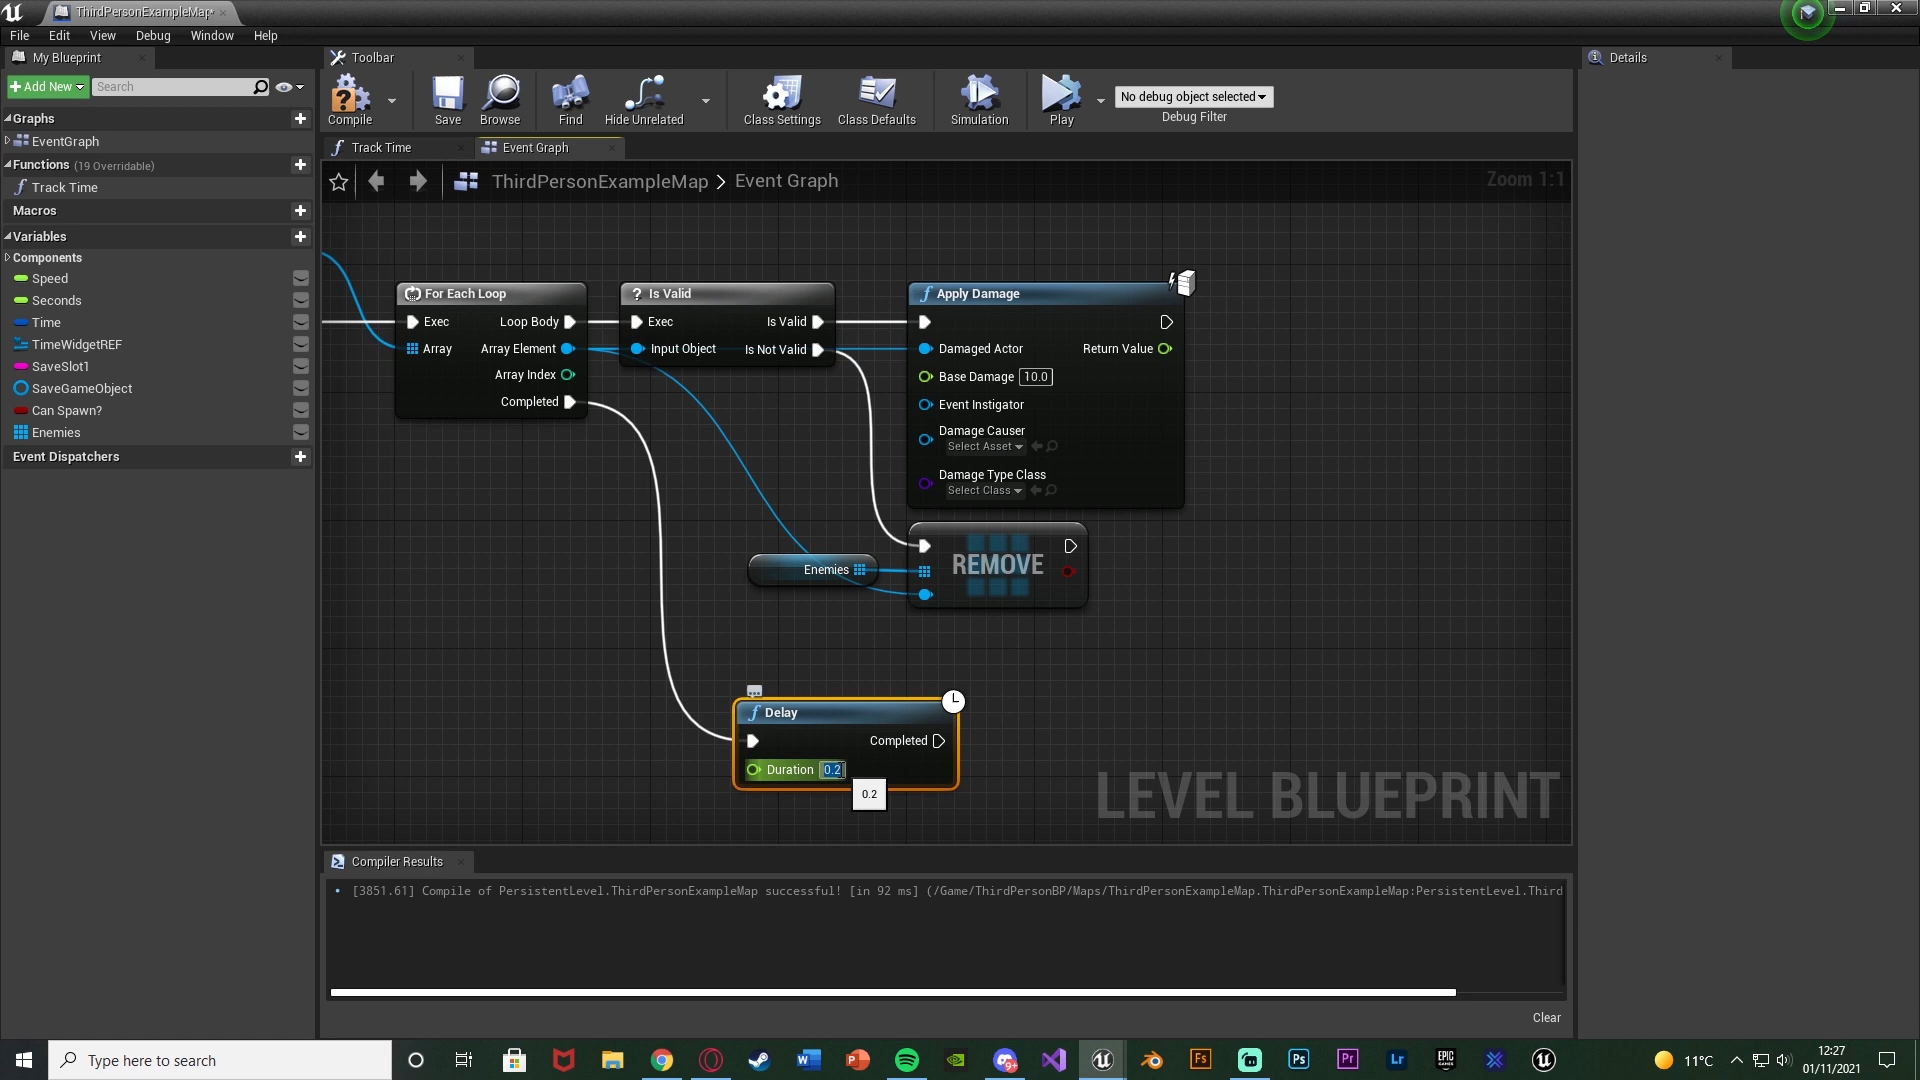 ThirdPersonExampleMap*
File Edit View Debug Window Help
My Blueprint
Toolbar
Details
Add New
Search
Compile
Save
Browse
Find
Hide Unrelated
Class Settings
Class Defaults
Simulation
Play
No debug object selected
Debug Filter
Graphs
EventGraph
Functions (19 Overridable)
Track Time
Macros
Variables
Components
Speed
Seconds
Time
TimeWidgetREF
SaveSlot1
SaveGameObject
Can Spawn?
Enemies
Event Dispatchers
Track Time
Event Graph
ThirdPersonExampleMap > Event Graph
Zoom 1:1
For Each Loop
Exec Loop Body
Array Array Element
Array Index
Completed
? Is Valid
Exec Is Valid
Input Object Is Not Valid
f Apply Damage
Damaged Actor Return Value
Base Damage 10.0
Event Instigator
Damage Causer
Select Asset
Damage Type Class
Select Class
Enemies
REMOVE
f Delay
Completed
Duration 0.2
0.2
LEVEL BLUEPRINT
Compiler Results
[3851.61] Compile of PersistentLevel.ThirdPersonExampleMap successful! [in 92 ms] (/Game/ThirdPersonBP/Maps/ThirdPersonExampleMap.ThirdPersonExampleMap:PersistentLevel.Third
Clear
Type here to search
W
P
9+
Fs
Ps
Pr
Lr
EPIC GAMES
11°C
12:27
01/11/2021